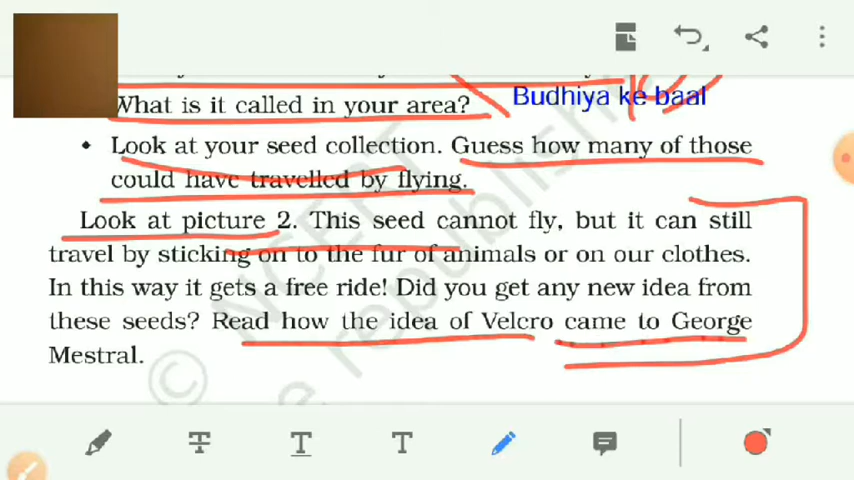 What is it called in your area? Budhiya ke baal
• Look at your seed collection. Guess how many of those
could have travelled by flying.
Look at picture 2. This seed cannot fly, but it can still
travel by sticking on to the fur of animals or on our clothes.
In this way it gets a free ride! Did you get any new idea from
these seeds? Read how the idea of Velcro came to George
Mestral.
©
T T T